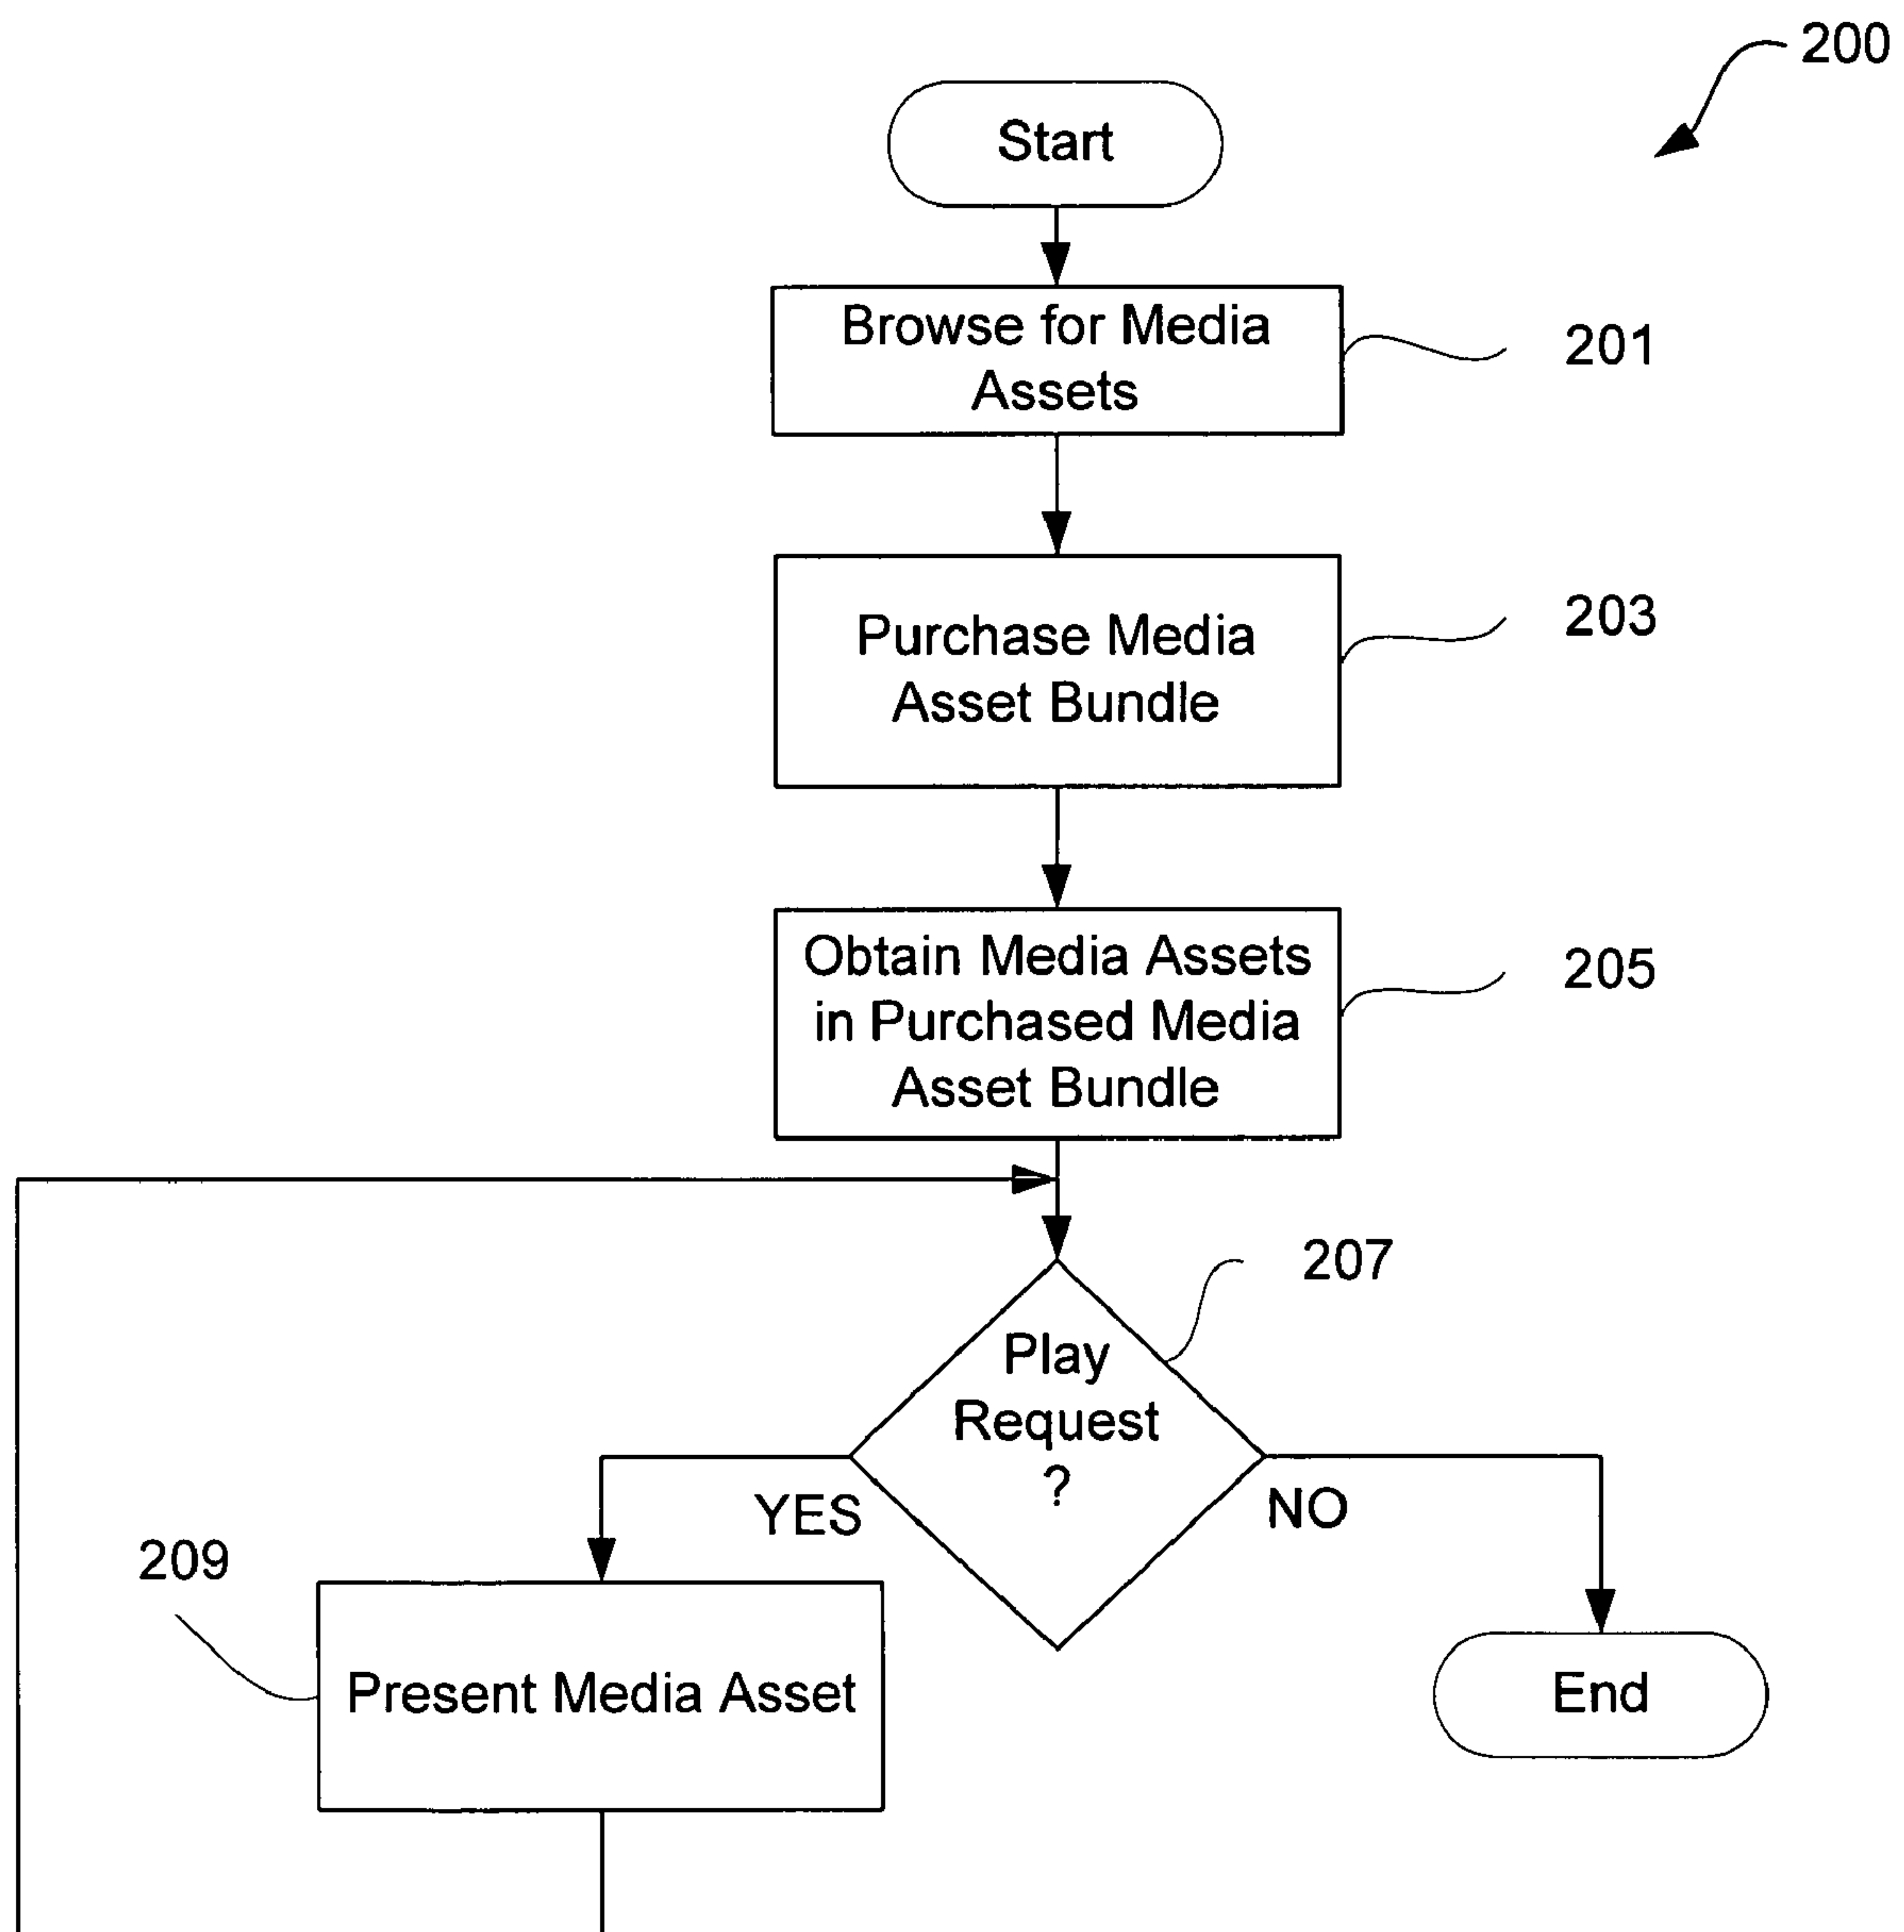 200
Start
Browse for Media
Assets
201
Purchase Media
Asset Bundle
203
Obtain Media Assets
in Purchased Media
Asset Bundle
205
207
Play
Request
?
YES
NO
209
Present Media Asset
End